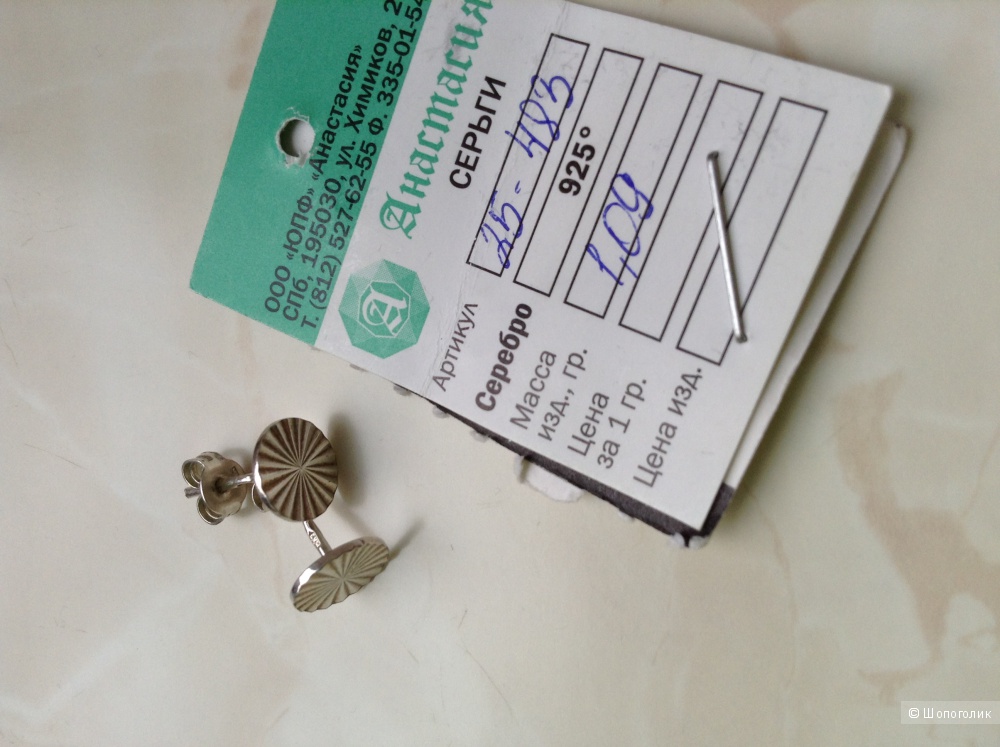 ООО «ЮПФ» «Анастасия»
СПб, 195030, ул. Химиков, 2
Т. (812) 527-62-55 Ф. 335-01-54
А
Анастасия
СЕРЬГИ
Артикул 25-483
Серебро 925°
Масса
изд., гр. 1,09
Цена
за 1 гр.
Цена изд.
© Шопоголик